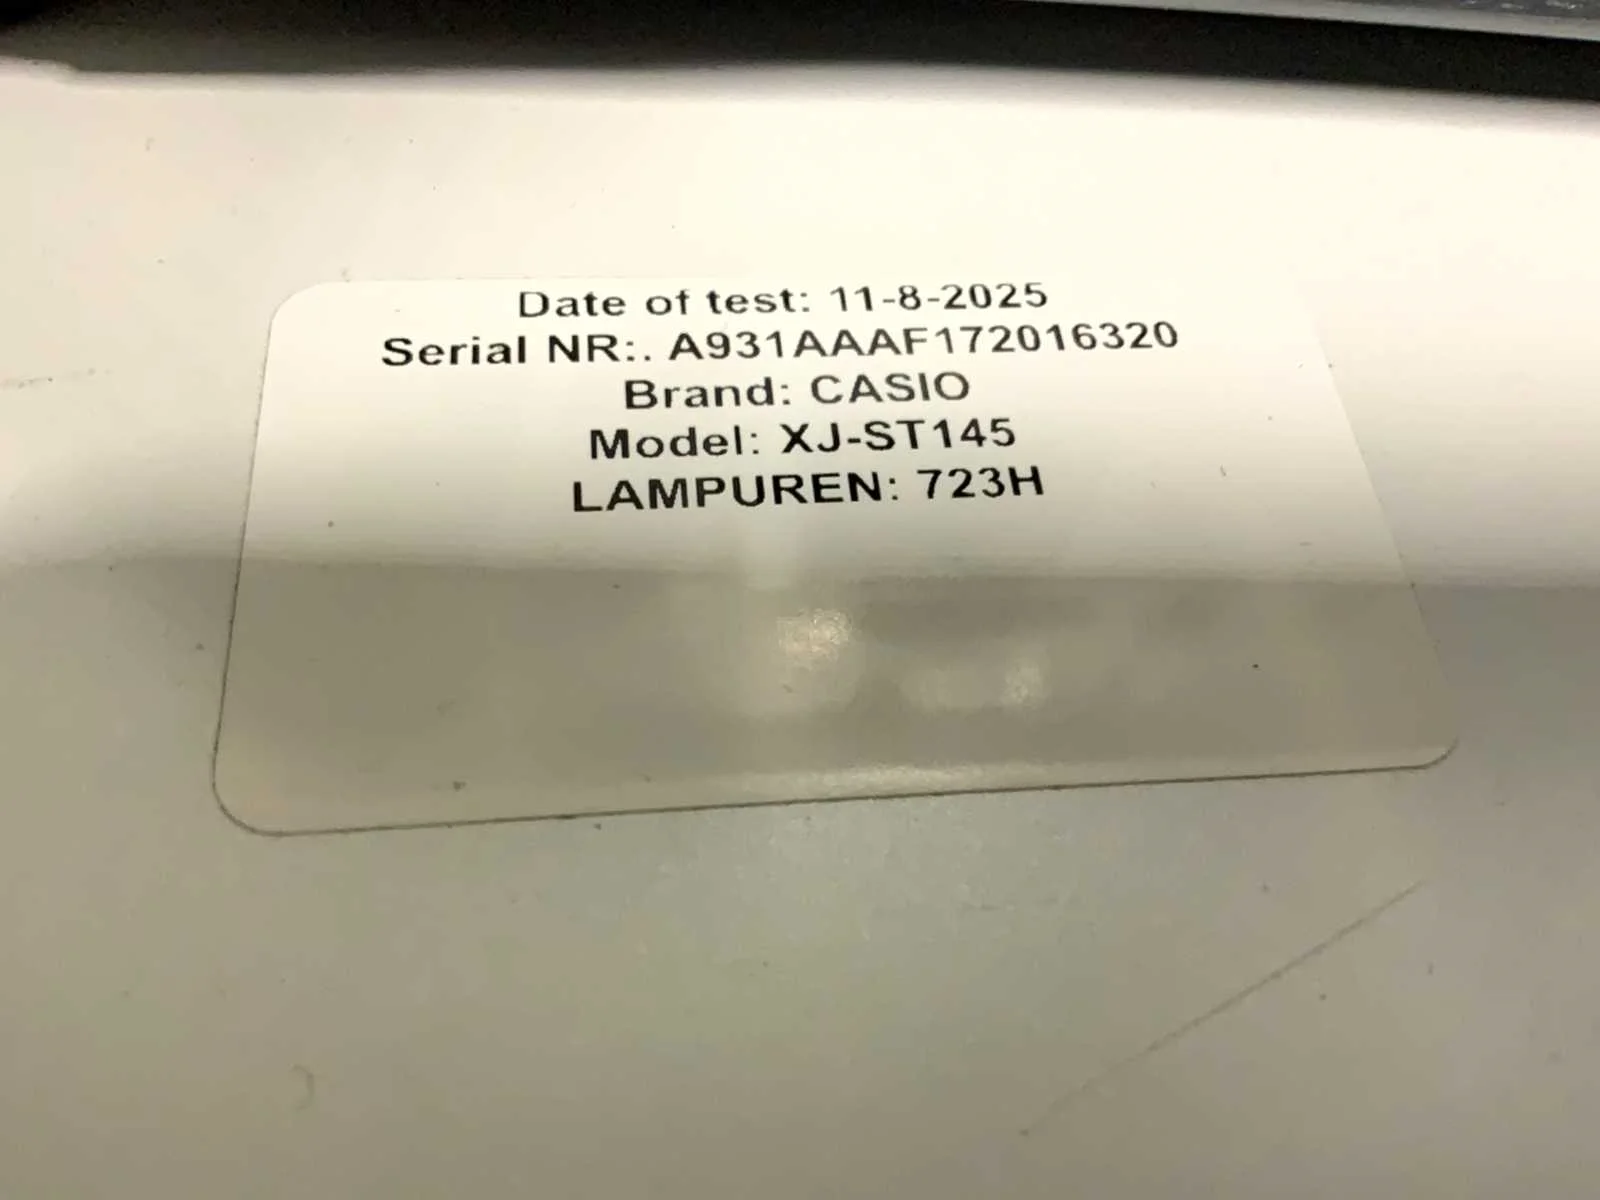 Date of test: 11-8-2025
Serial NR:. A931AAAF172016320
Brand: CASIO
Model: XJ-ST145
LAMPUREN: 723H